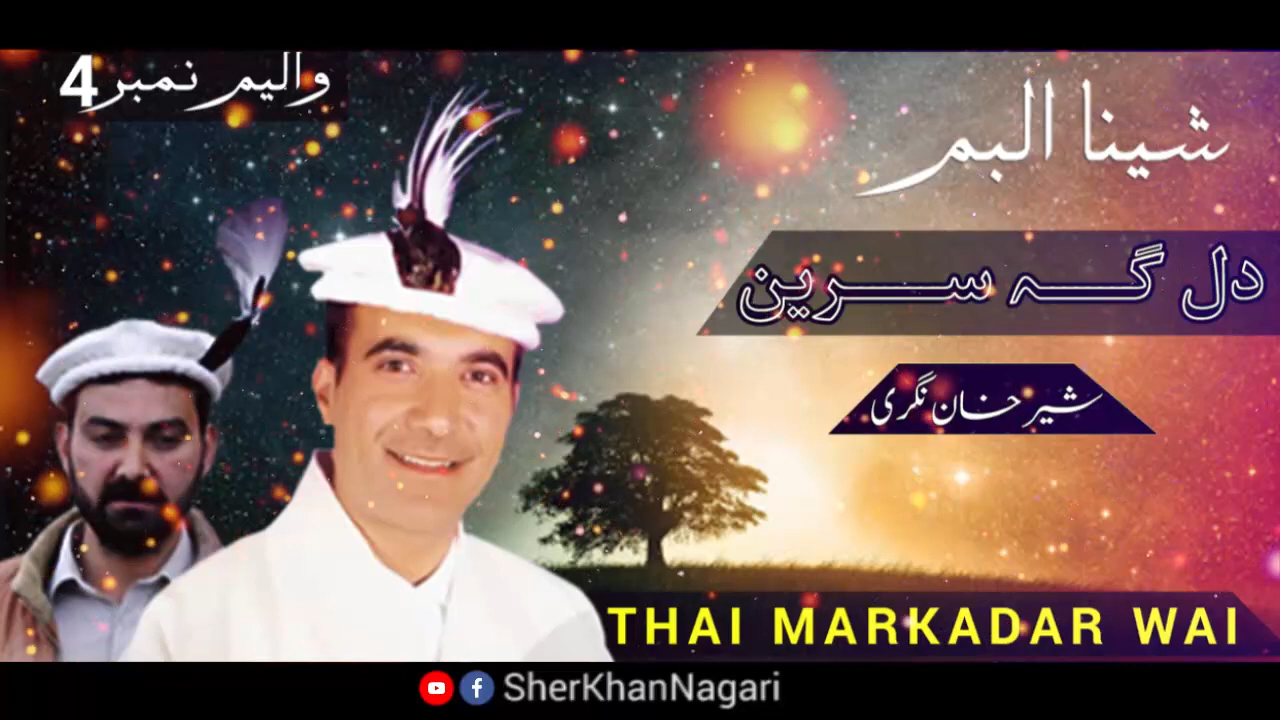 والیم نمبر 4
شینا البم
دل گہ سرین
شیر خان نگری
THAI MARKADAR WAI
SherKhanNagari